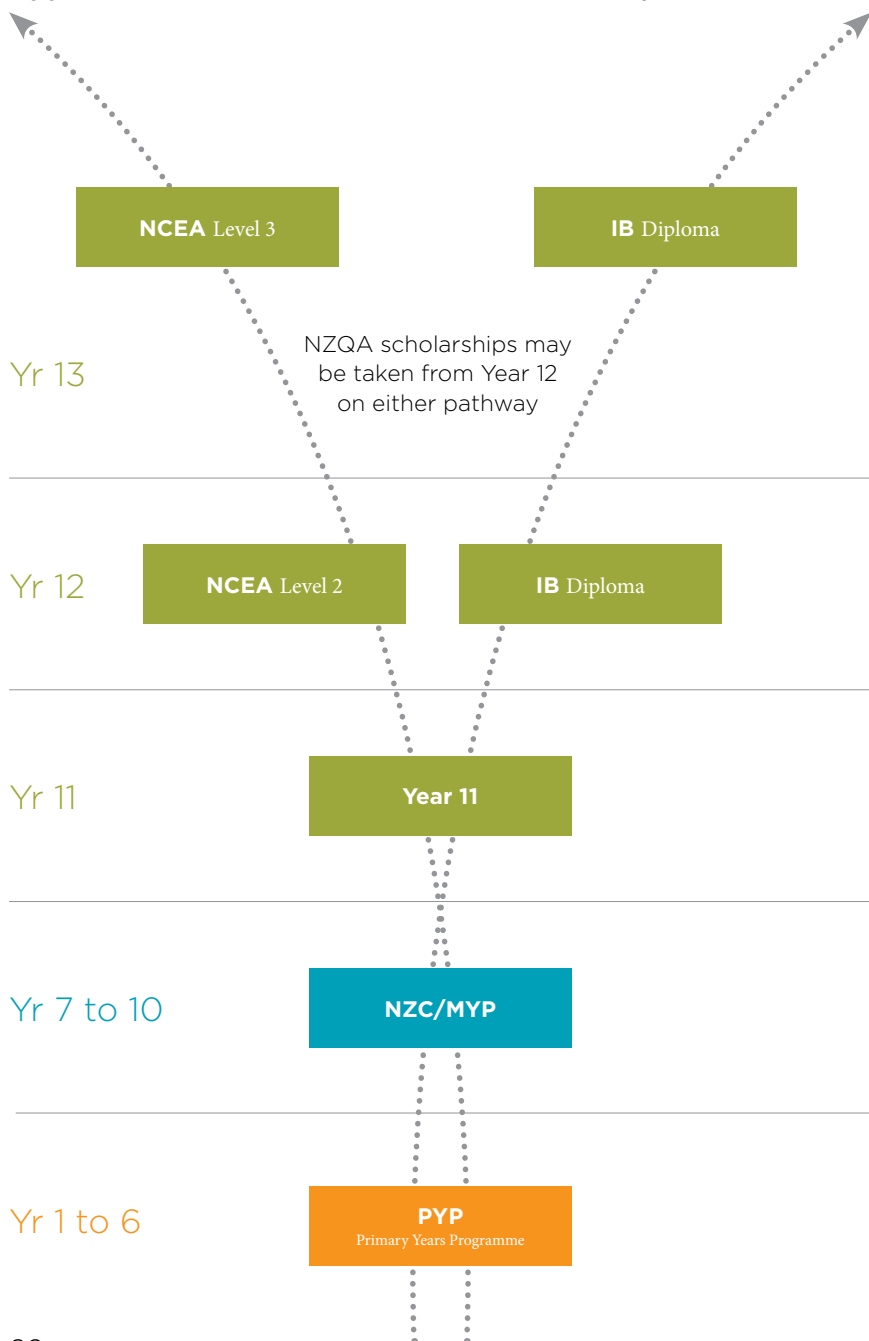 NCEA Level 3
IB Diploma
NZQA scholarships may
be taken from Year 12
on either pathway
Yr 13
Yr 12
NCEA Level 2
IB Diploma
Yr 11
Year 11
Yr 7 to 10
NZC/MYP
Yr 1 to 6
PYP
Primary Years Programme